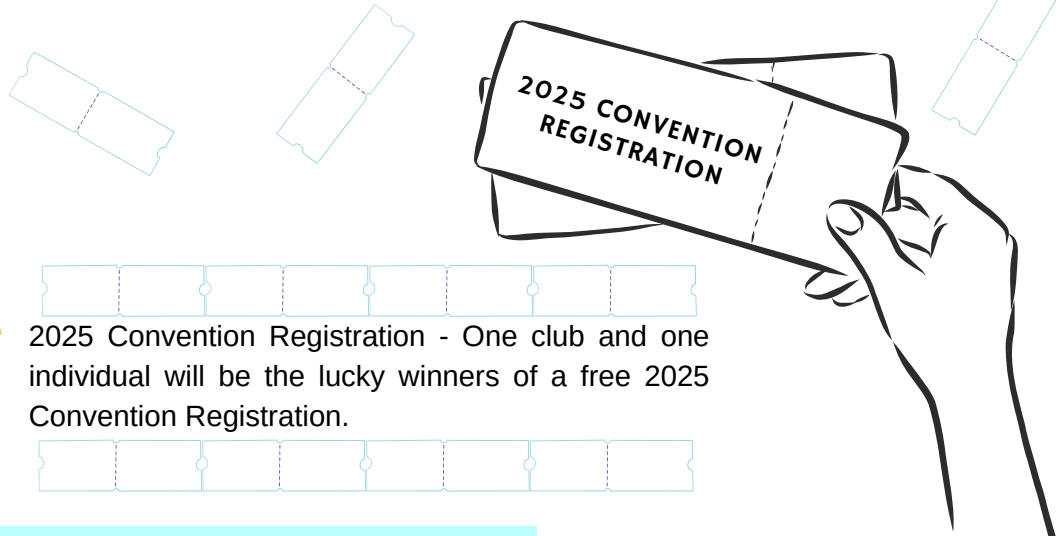 2025 CONVENTION
REGISTRATION
2025 Convention Registration - One club and one
individual will be the lucky winners of a free 2025
Convention Registration.